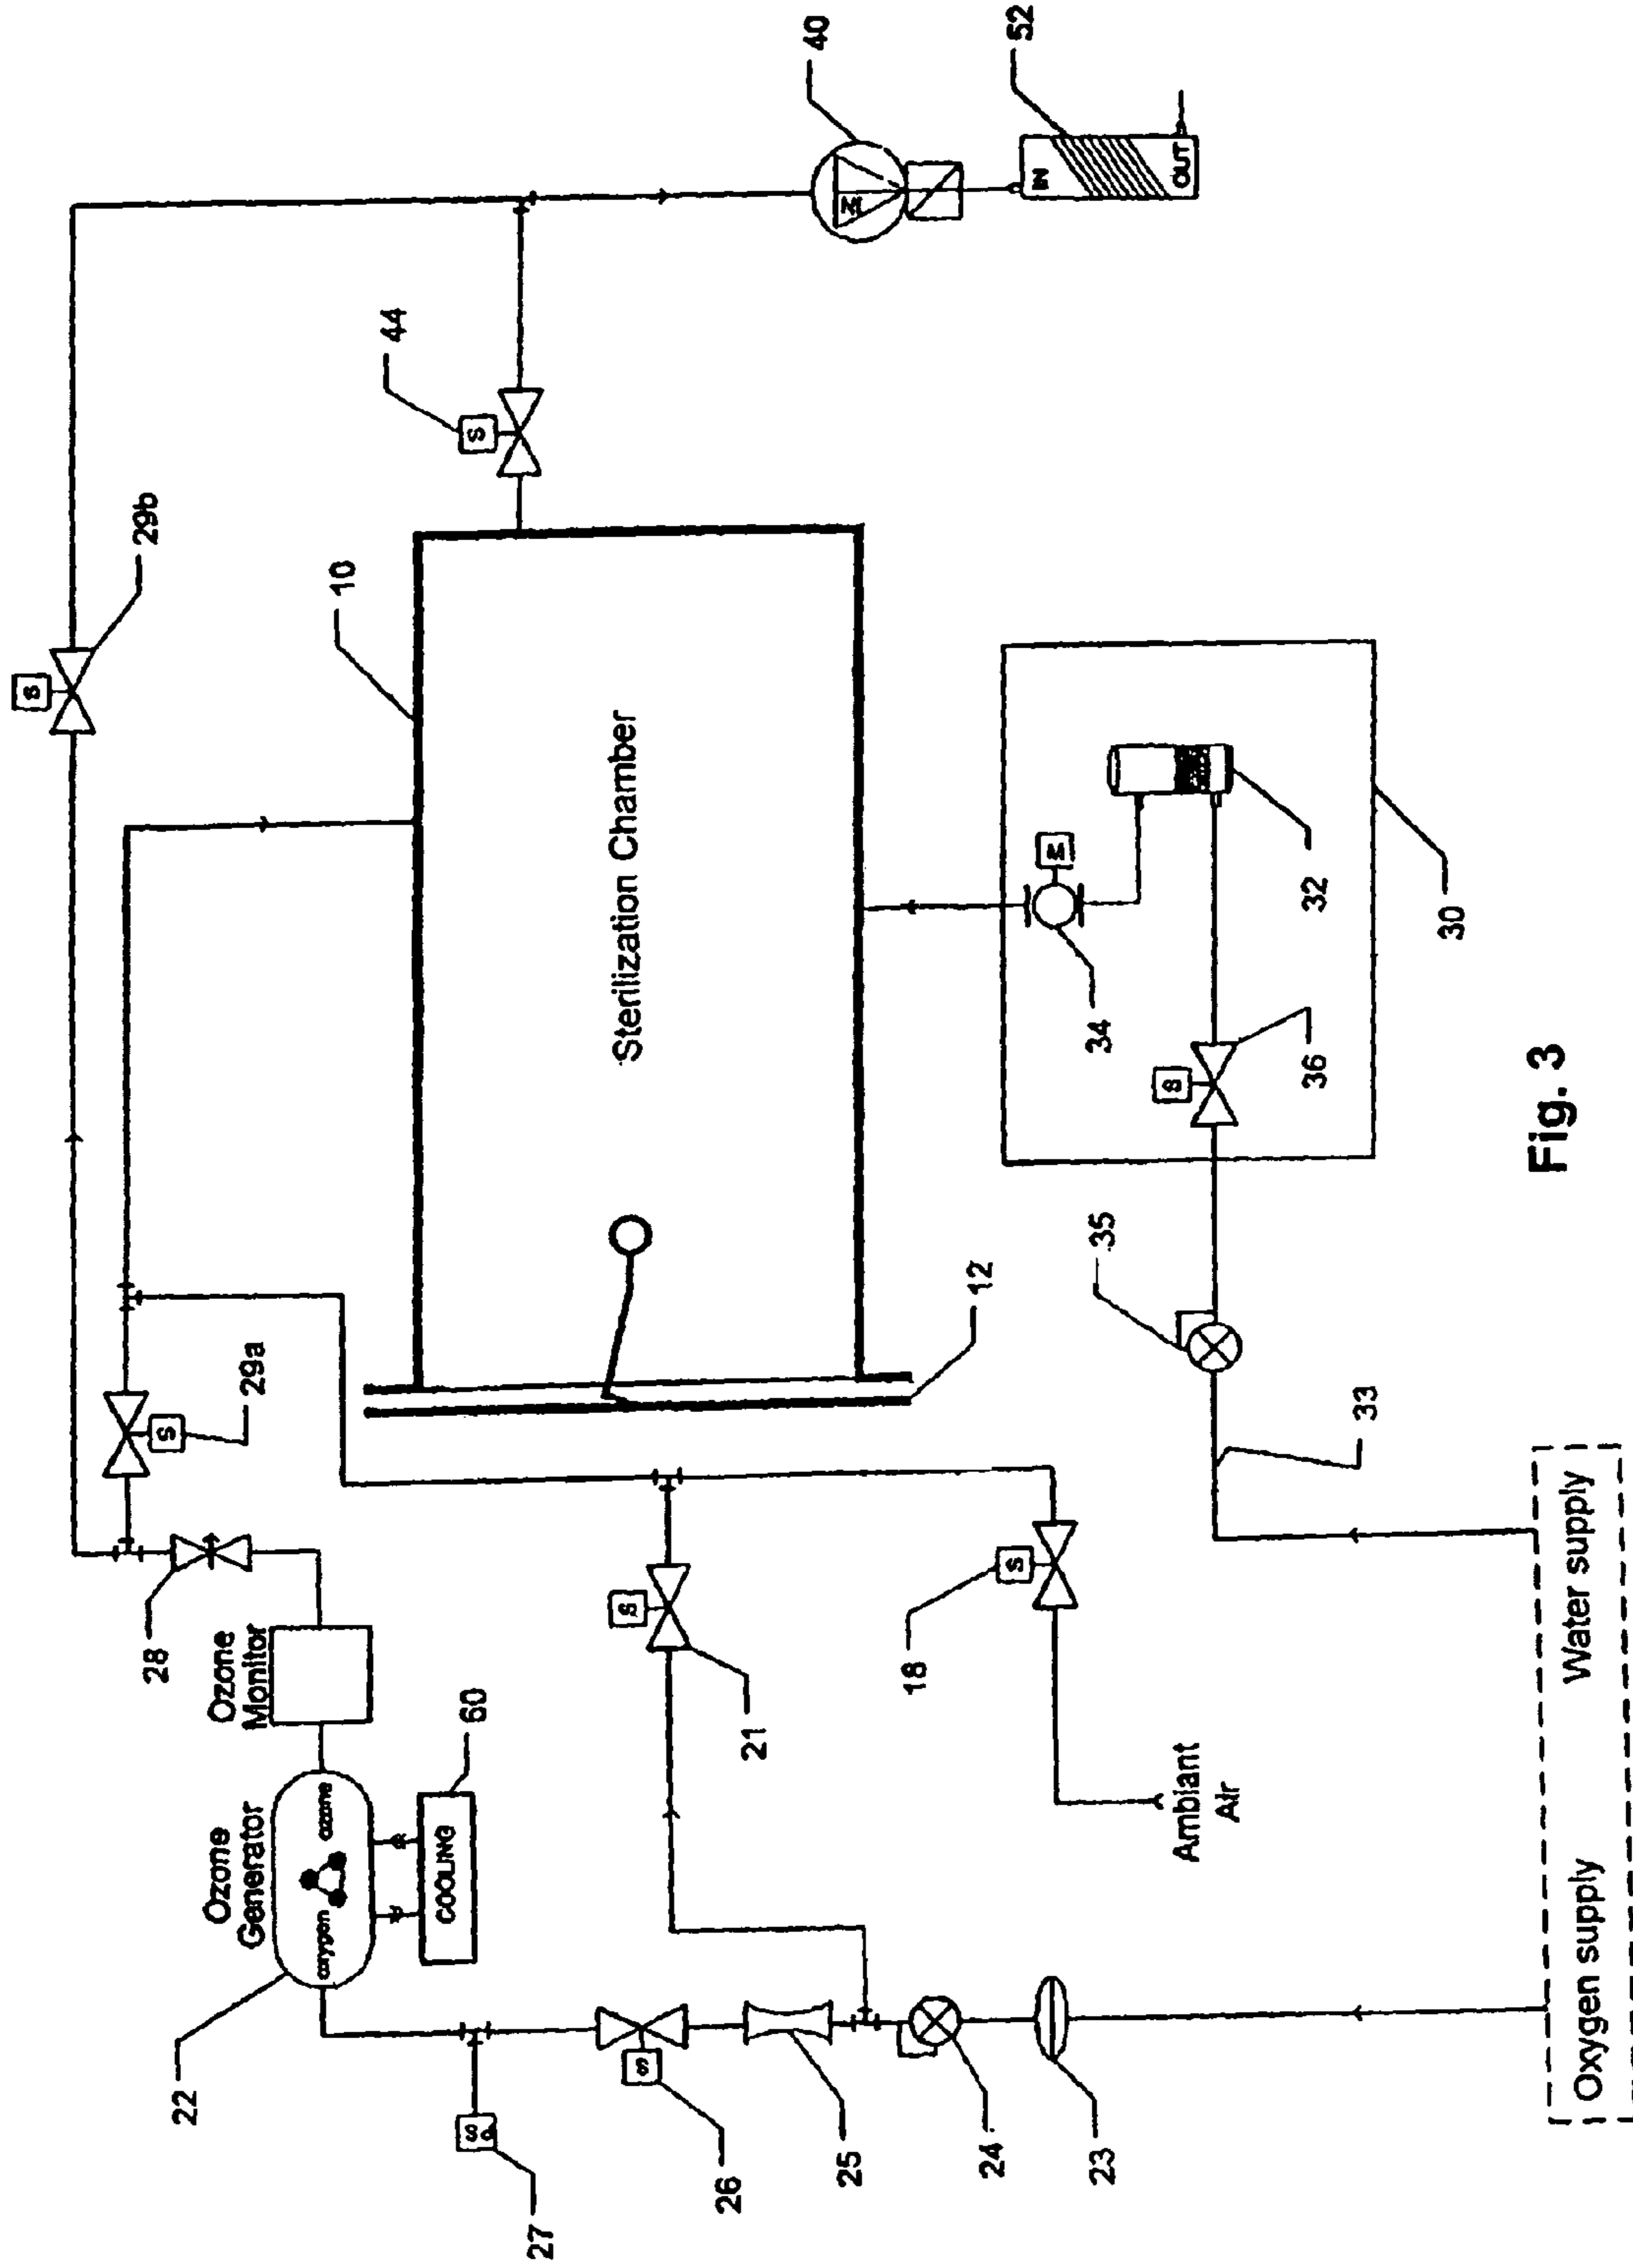 S
29b
28
S
22
Ozone
Generator
Ozone
Monitor
29a
oxygen ozone
10
44
COOLING
60
S
27
S
S
Sterilization Chamber
26
21
40
M
25
18
12
24
S
52
IN
M
34
23
35
S
OUT
Ambiant
Air
36
32
33
30
Fig. 3
Oxygen supply
Water supply